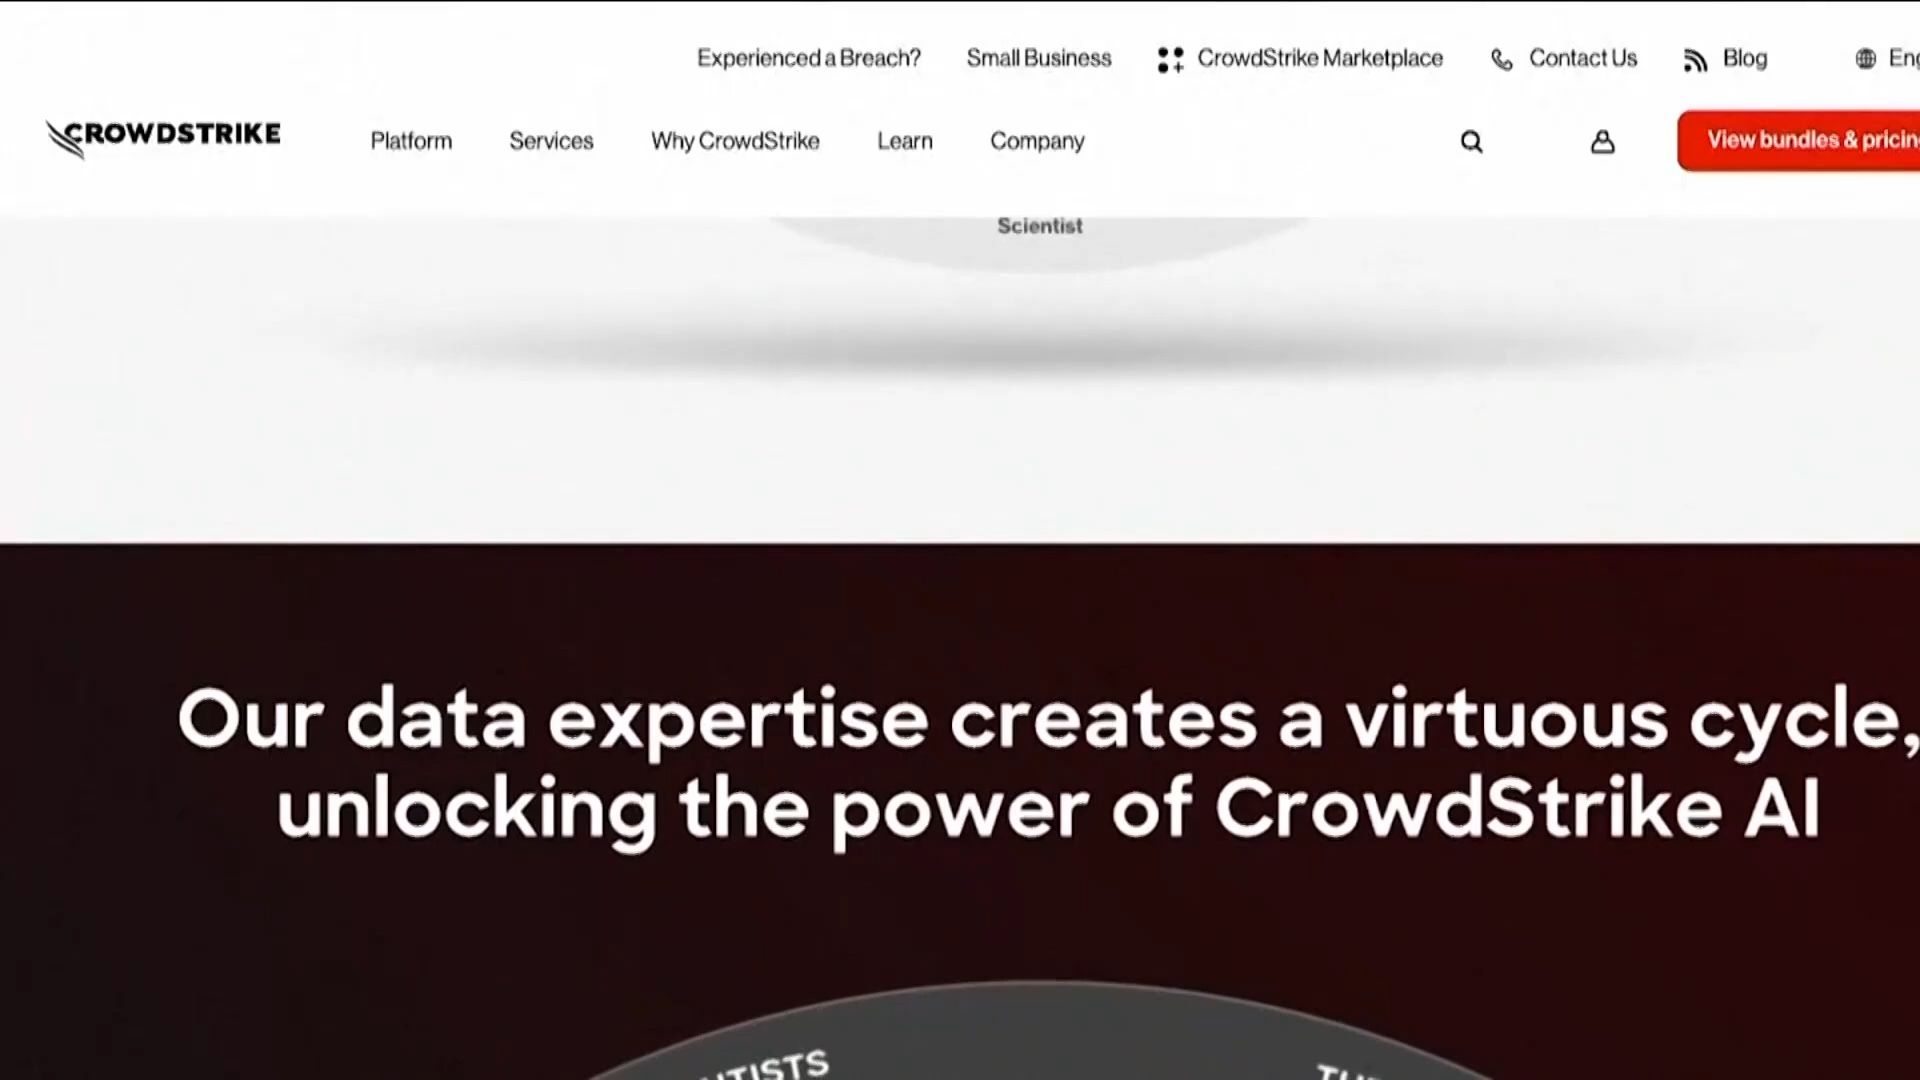 Experienced a Breach? Small Business CrowdStrike Marketplace Contact Us Blog
CROWDSTRIKE Platform Services Why CrowdStrike Learn Company View bundles &
Scientist
Our data expertise creates a virtuous cycle,
unlocking the power of CrowdStrike AI